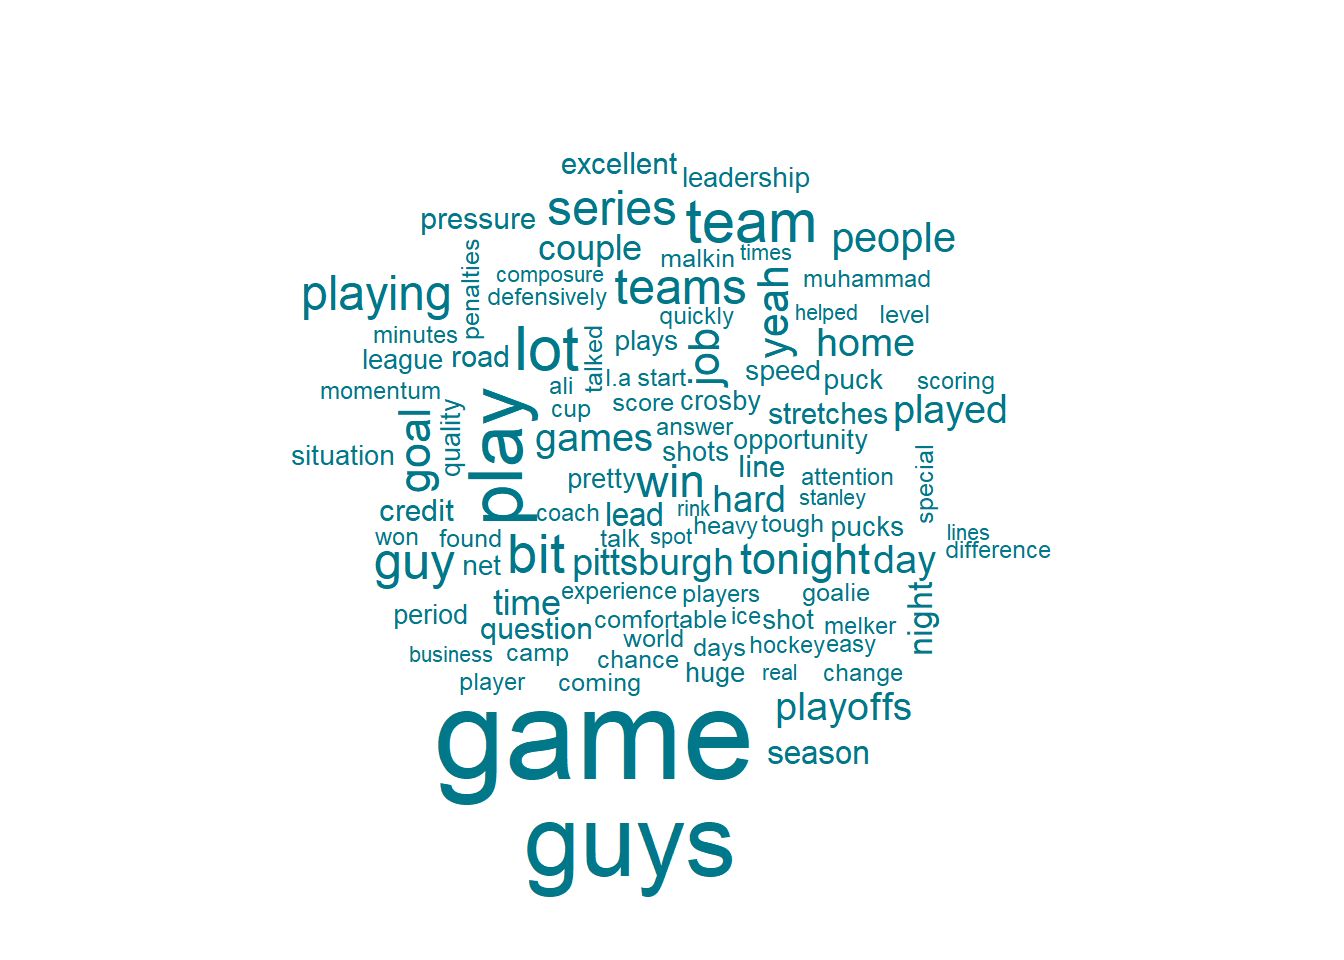 excellent
leadership
series
team
pressure
people
couple
malkin
times
penalties
composure
muhammad
playing
defensively
teams
yeah
quickly
helped
level
minutes
league
road
lot
talked
plays
job
home
speed
puck
scoring
momentum
ali
l.a
start
cup
score
crosby
stretches
played
goal
quality
play
games
answer
shots
opportunity
situation
pretty
win
line
attention
special
hard
stanley
credit
coach
lead
rink
heavy
tough
pucks
won
found
talk
spot
lines
difference
guy
net
bit
pittsburgh
tonight
day
time
experience
players
goalie
night
period
question
comfortable
ice
shot
melker
world
business
camp
chance
days
hockey
easy
player
coming
huge
real
change
game
playoffs
season
guys